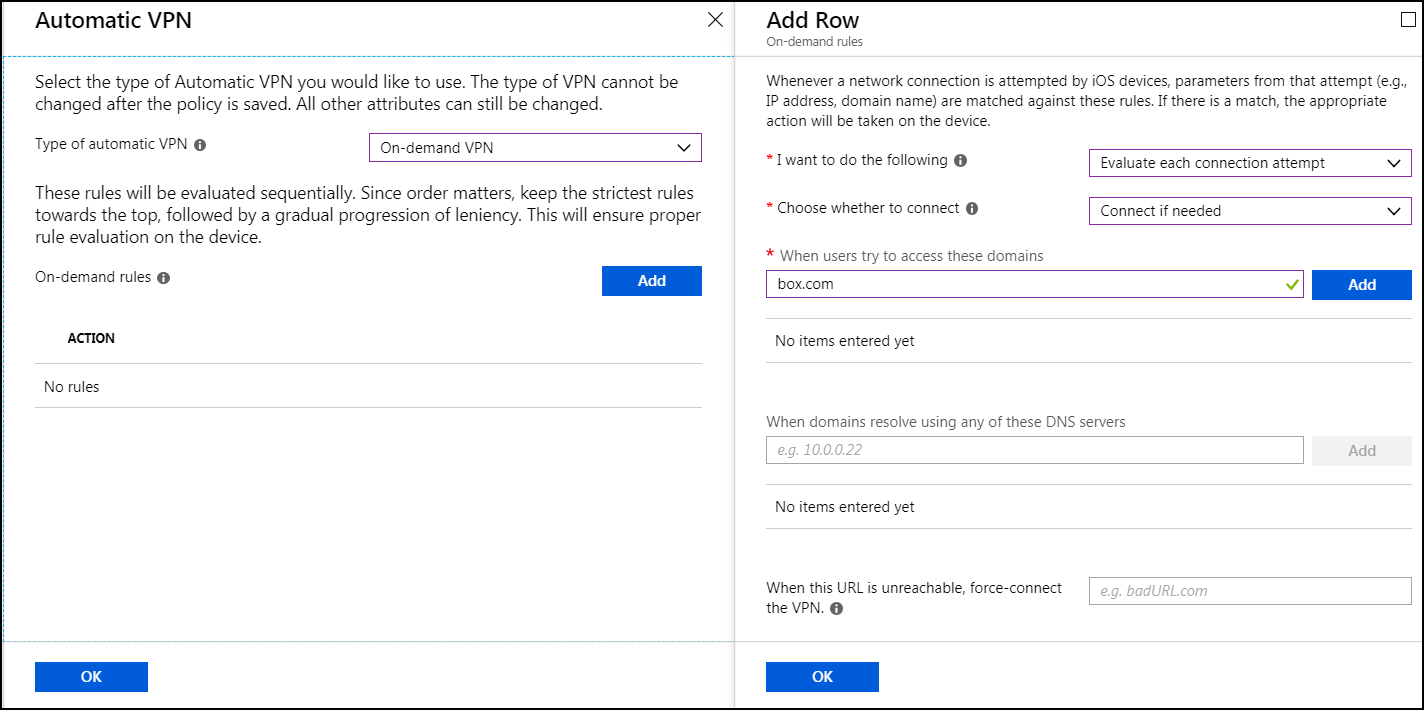 Automatic VPN
Select the type of Automatic VPN you would like to use. The type of VPN cannot be
changed after the policy is saved. All other attributes can still be changed.
Type of automatic VPN
On-demand VPN
These rules will be evaluated sequentially. Since order matters, keep the strictest rules
towards the top, followed by a gradual progression of leniency. This will ensure proper
rule evaluation on the device.
On-demand rules
Add
ACTION
No rules
OK
Add Row
On-demand rules
Whenever a network connection is attempted by iOS devices, parameters from that attempt (e.g.,
IP address, domain name) are matched against these rules. If there is a match, the appropriate
action will be taken on the device.
* I want to do the following
Evaluate each connection attempt
* Choose whether to connect
Connect if needed
* When users try to access these domains
box.com
Add
No items entered yet
When domains resolve using any of these DNS servers
e.g. 10.0.0.22
Add
No items entered yet
When this URL is unreachable, force-connect
the VPN.
e.g. badURL.com
OK